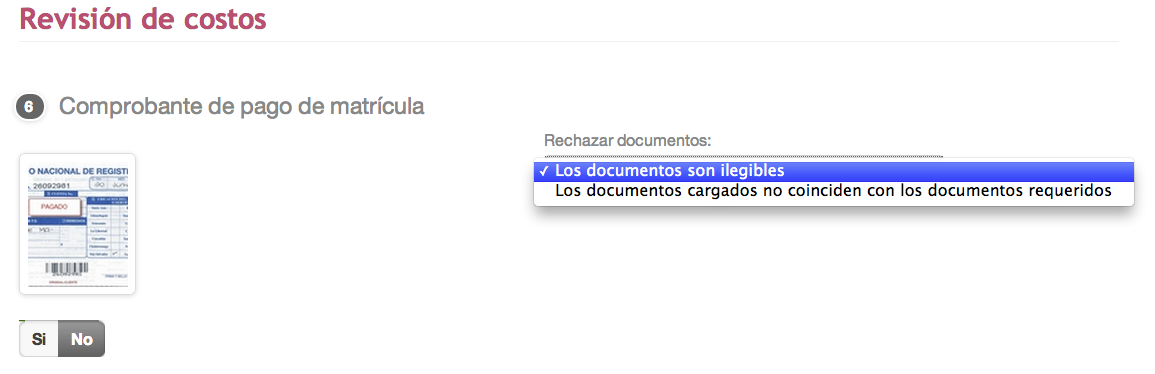 Revisión de costos
6 Comprobante de pago de matrícula
Rechazar documentos:
✓ Los documentos son ilegibles
Los documentos cargados no coinciden con los documentos requeridos
O NACIONAL DE REGISTI
26092981
PAGADO
Si No